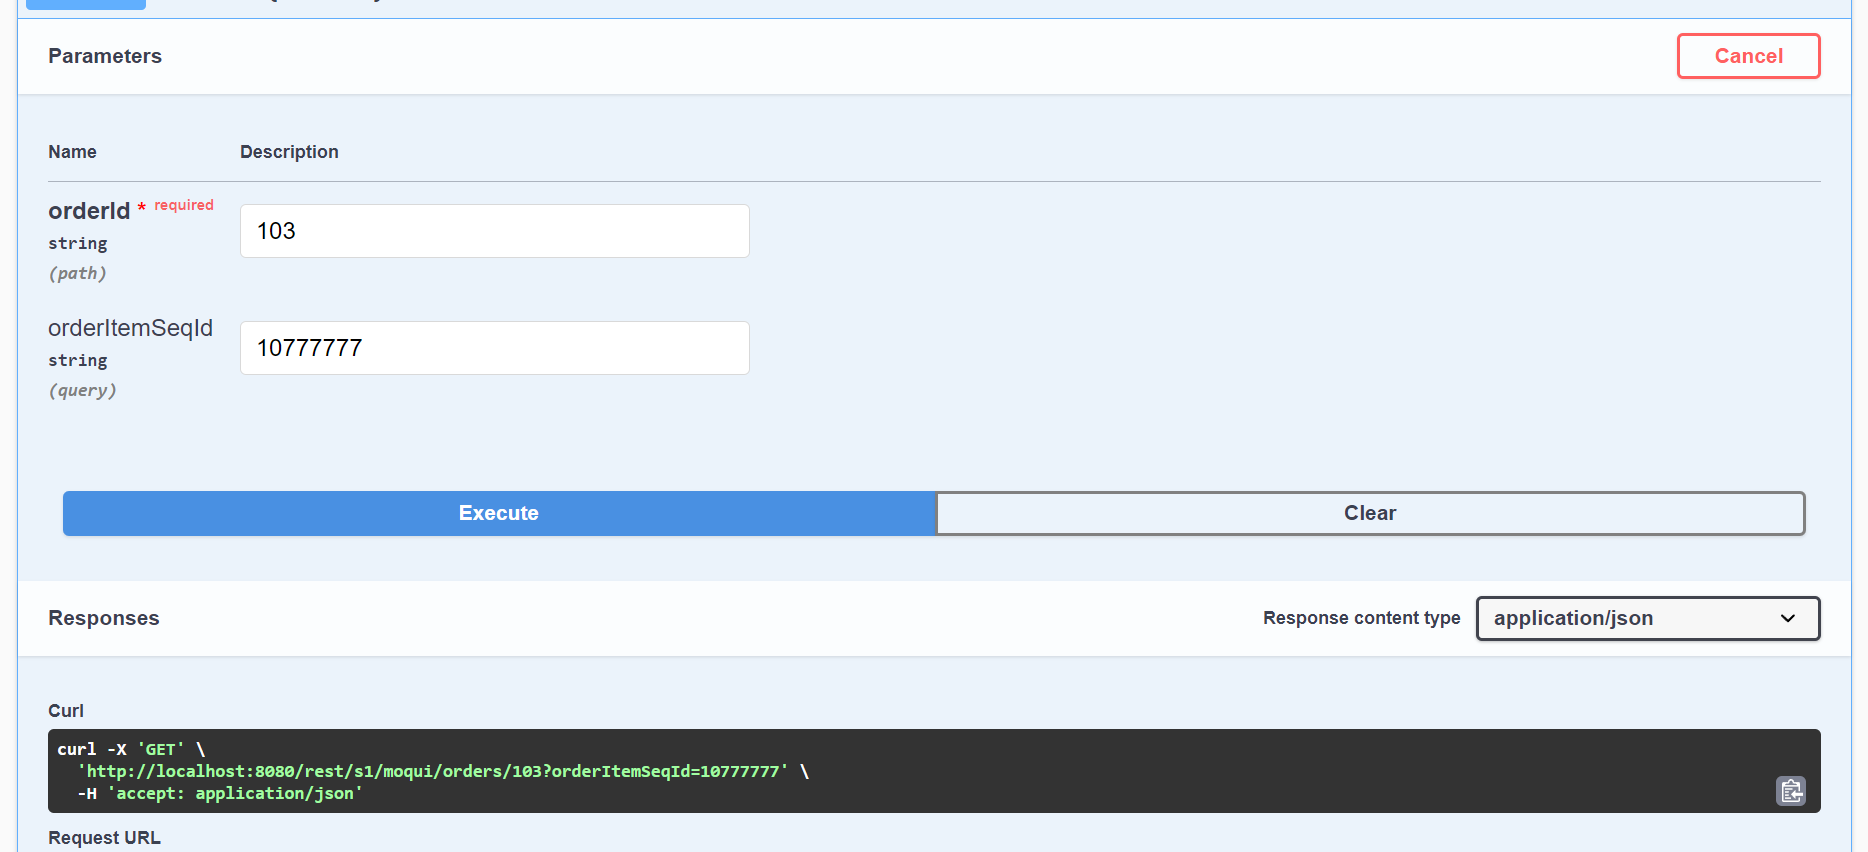 Parameters
Cancel
Name Description
orderId * required
string
(path)
103
orderItemSeqId
string
(query)
10777777
Execute
Clear
Responses
Response content type
application/json
Curl
curl -X 'GET' \
'http://localhost:8080/rest/s1/moqui/orders/103?orderItemSeqId=10777777' \
-H 'accept: application/json'
Request URL